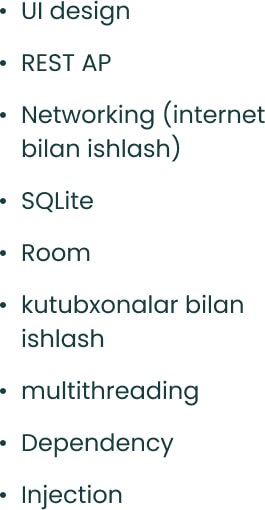 • UI design
• REST AP
• Networking (internet
bilan ishlash)
• SQLite
• Room
• kutubxonalar bilan
ishlash
• multithreading
• Dependency
• Injection